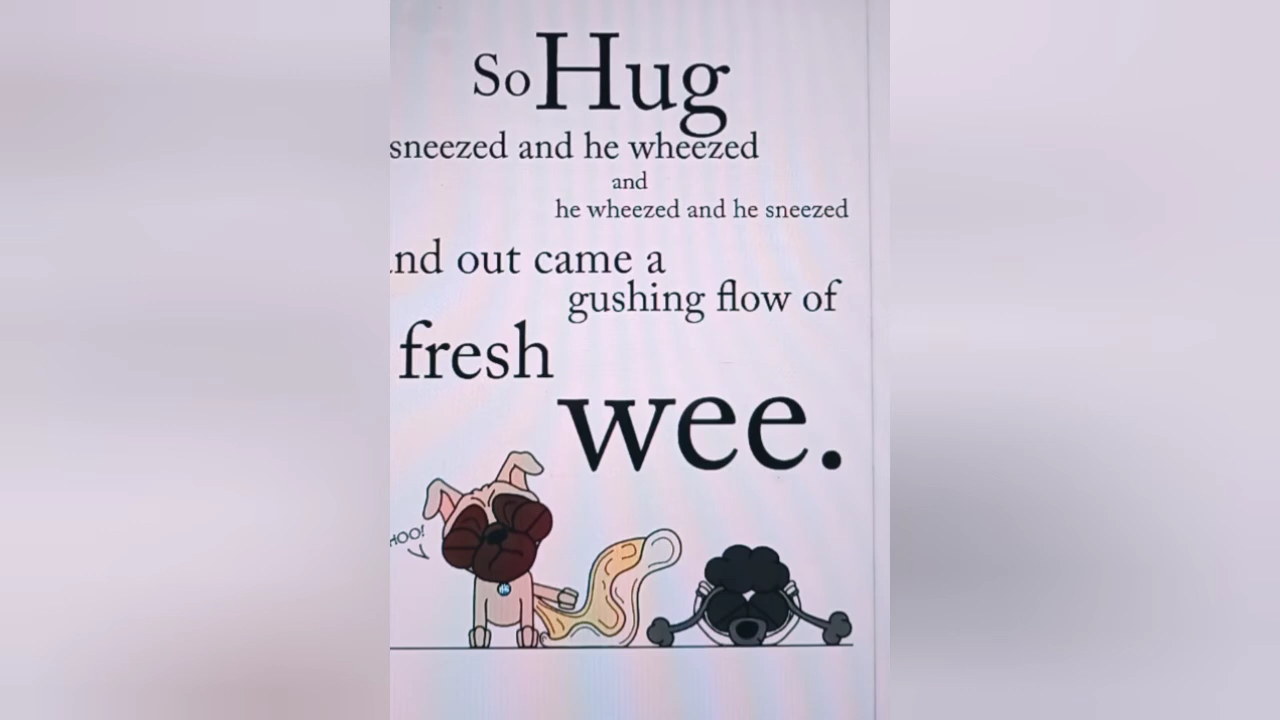 So Hug
sneezed and he wheezed
and
he wheezed and he sneezed
nd out came a
gushing flow of
fresh
wee.
HOO!